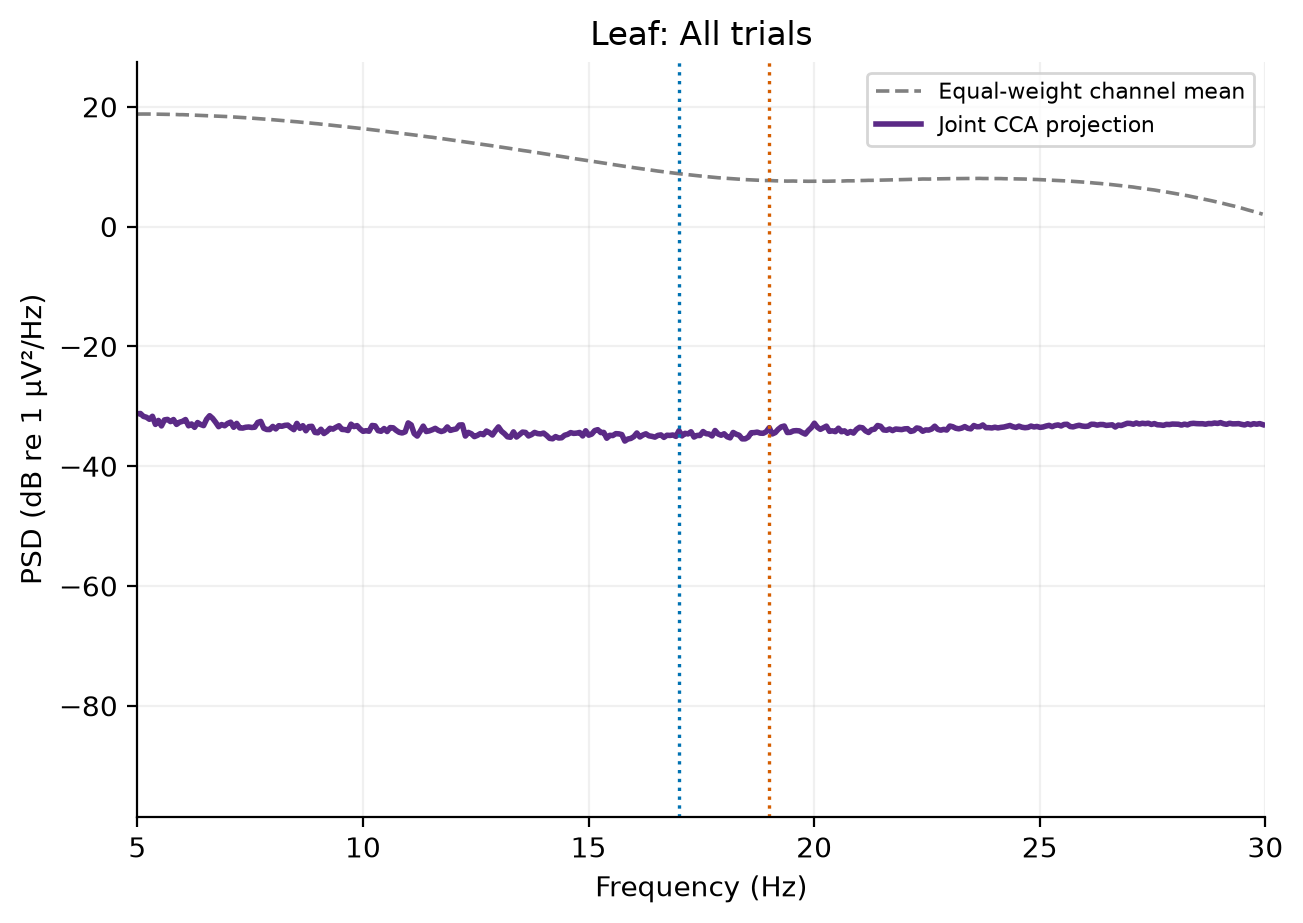 Leaf: All trials
Equal-weight channel mean
Joint CCA projection
20
0
−20
−40
−60
−80
PSD (dB re 1 µV²/Hz)
5 10 15 20 25 30
Frequency (Hz)